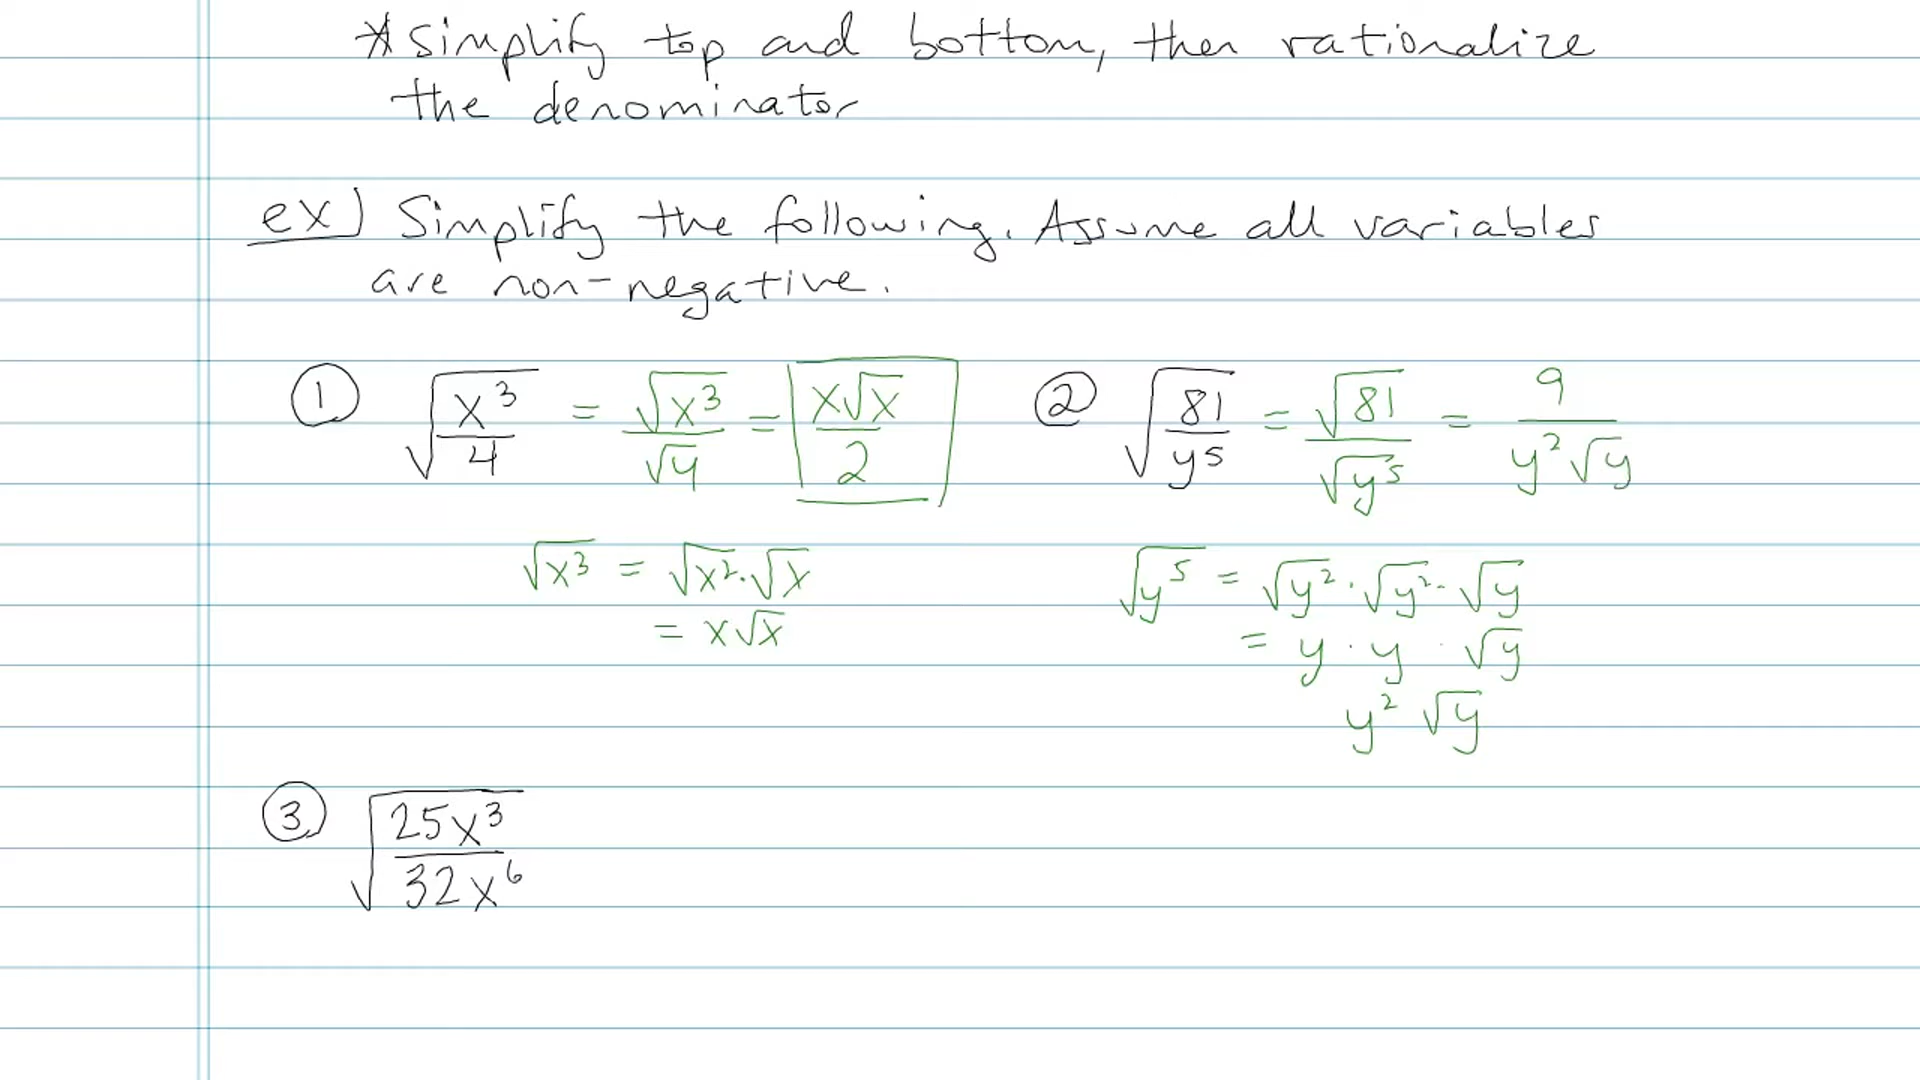 *simplify top and bottom, then rationalize
the denominator
ex) Simplify the following. Assume all variables
are non-negative.
① √(x³/4) = √x³/√4 = x√x/2
√x³ = √x²·√x
= x√x
② √(81/y⁵) = √81/√y⁵ = 9/(y²√y)
√y⁵ = √y²·√y²·√y
= y·y·√y
y²√y
③ √(25x³/32x⁶)